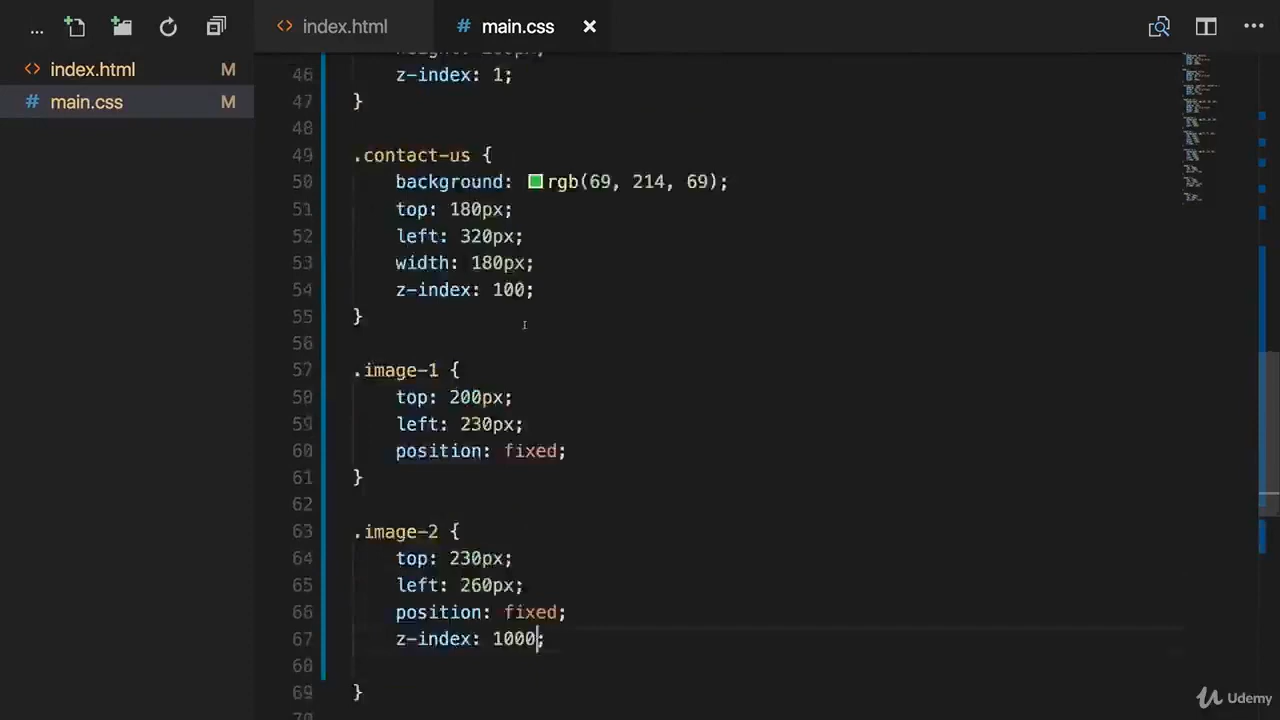 ... index.html main.css ...
index.html M
main.css M
46 z-index: 1;
47 }
48
49 .contact-us {
50 background: rgb(69, 214, 69);
51 top: 180px;
52 left: 320px;
53 width: 180px;
54 z-index: 100;
55 }
56
57 .image-1 {
58 top: 200px;
59 left: 230px;
60 position: fixed;
61 }
62
63 .image-2 {
64 top: 230px;
65 left: 260px;
66 position: fixed;
67 z-index: 1000;
68
69 }
Udemy